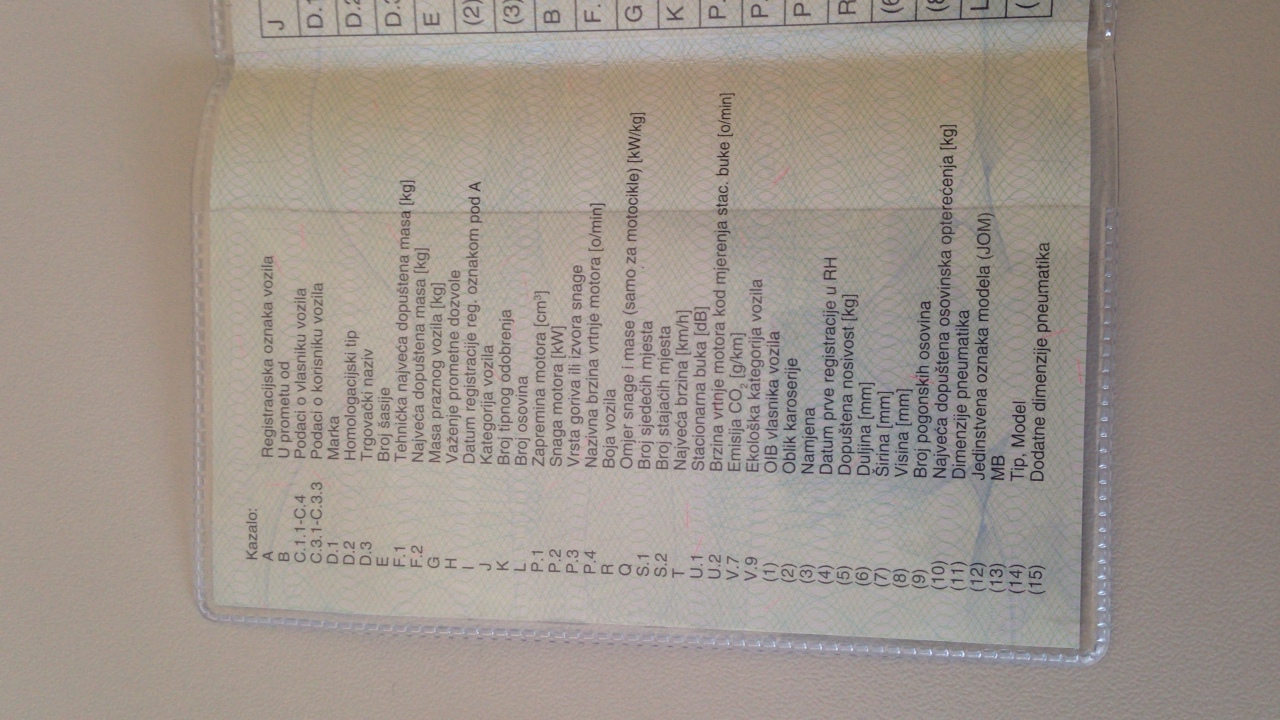 Kazalo:
A Registracijska oznaka vozila
B U prometu od
C.1.1-C.4 Podaci o vlasniku vozila
C.3.1-C.3.3 Podaci o korisniku vozila
D.1 Marka
D.2 Homologacijski tip
D.3 Trgovački naziv
E Broj šasije
F.1 Tehnička najveća dopuštena masa [kg]
F.2 Najveća dopuštena masa [kg]
G Masa praznog vozila [kg]
H Važenje prometne dozvole
I Datum registracije reg. oznakom pod A
J Kategorija vozila
K Broj tipnog odobrenja
L Broj osovina
P.1 Zapremina motora [cm³]
P.2 Snaga motora [kW]
P.3 Vrsta goriva ili izvora snage
P.4 Nazivna brzina vrtnje motora [o/min]
R Boja vozila
Q Omjer snage i mase (samo za motocikle) [kW/kg]
S.1 Broj sjedećih mjesta
S.2 Broj stajaćih mjesta
T Najveća brzina [km/h]
U.1 Stacionarna buka [dB]
U.2 Brzina vrtnje motora kod mjerenja stac. buke [o/min]
V.7 Emisija CO₂ [g/km]
V.9 Ekološka kategorija vozila
(1) OIB vlasnika vozila
(2) Oblik karoserije
(3) Namjena
(4) Datum prve registracije u RH
(5) Dopuštena nosivost [kg]
(6) Duljina [mm]
(7) Širina [mm]
(8) Visina [mm]
(9) Broj pogonskih osovina
(10) Najveća dopuštena osovinska opterećenja [kg]
(11) Dimenzije pneumatika
(12) Jedinstvena oznaka modela (JOM)
(13) MB
(14) Tip, Model
(15) Dodatne dimenzije pneumatika
J
D.1
D.2
D.
E
(2)
(3)
B
F.
G
K
P.
P.
P
R
(6
(8
L
(